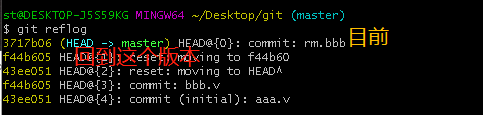 st@DESKTOP-J5S59KG MINGW64 ~/Desktop/git (master)
$ git reflog
3717b06 (HEAD -> master) HEAD@{0}: commit: rm.bbb 目前
f44b605 HEAD@{1}: reset: moving to f44b60 回到这个版本
43ee051 HEAD@{2}: reset: moving to HEAD^
f44b605 HEAD@{3}: commit: bbb.v
43ee051 HEAD@{4}: commit (initial): aaa.v